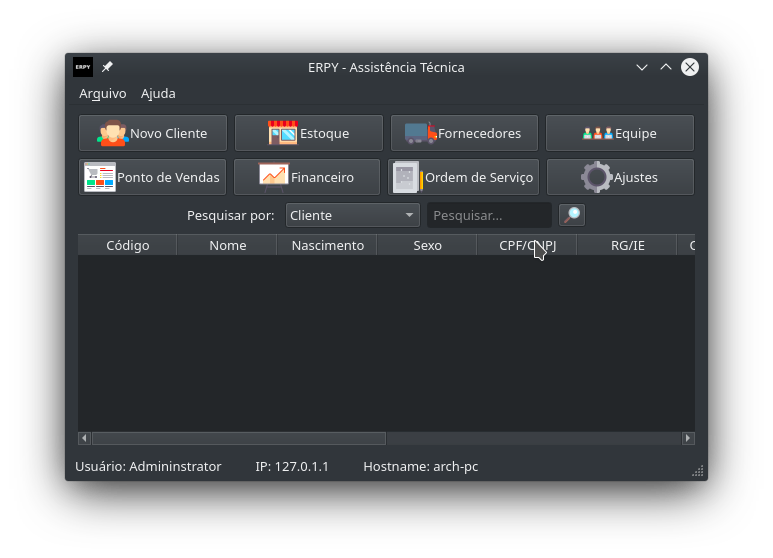 ERPY ERPY - Assistência Técnica
Arquivo Ajuda
Novo Cliente Estoque Fornecedores Equipe
Ponto de Vendas Financeiro Ordem de Serviço Ajustes
Pesquisar por: Cliente Pesquisar...
Código Nome Nascimento Sexo CPF/CNPJ RG/IE
Usuário: Admininstrator IP: 127.0.1.1 Hostname: arch-pc